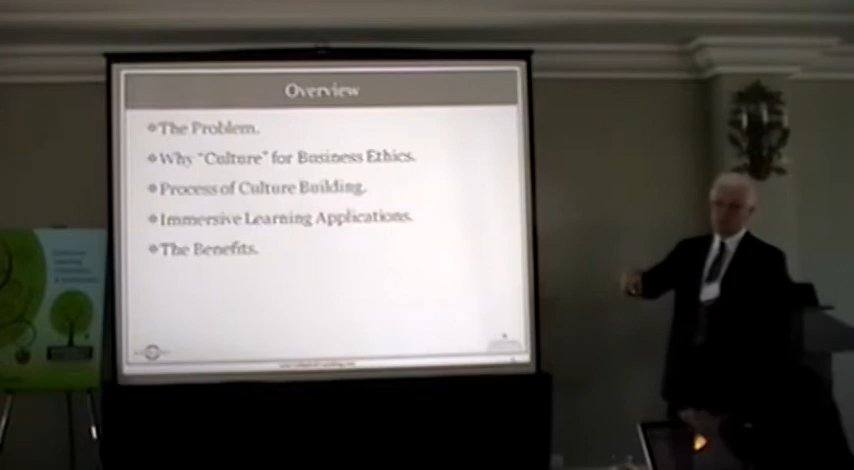 Overview
The Problem.
Why "Culture" for Business Ethics.
Process of Culture Building.
Immersive Learning Applications.
The Benefits.